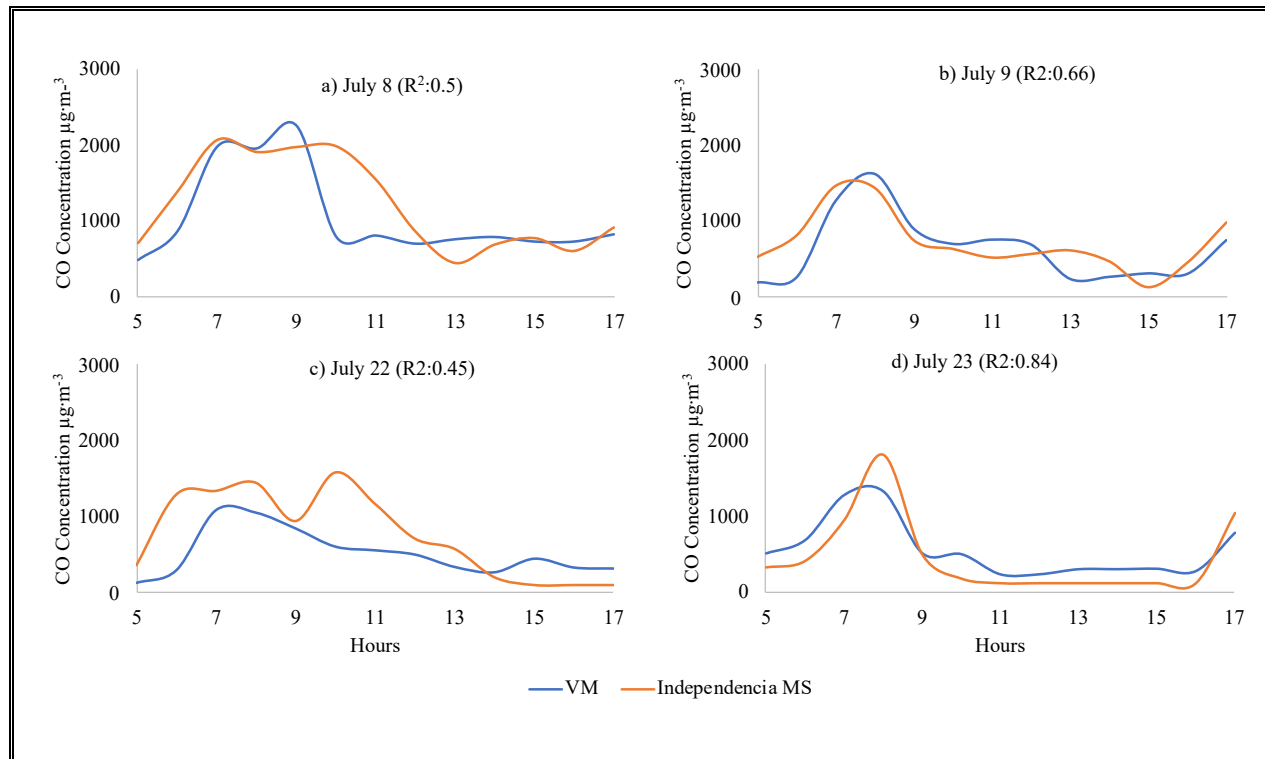 a) July 8 (R²:0.5)
CO Concentration µg·m-³
3000
2000
1000
0
5 7 9 11 13 15 17
b) July 9 (R2:0.66)
CO Concentration µg·m-³
3000
2000
1000
0
5 7 9 11 13 15 17
c) July 22 (R2:0.45)
CO Concentration µg·m-³
3000
2000
1000
0
5 7 9 11 13 15 17
Hours
d) July 23 (R2:0.84)
CO Concentration µg·m-³
3000
2000
1000
0
5 7 9 11 13 15 17
Hours
VM Independencia MS